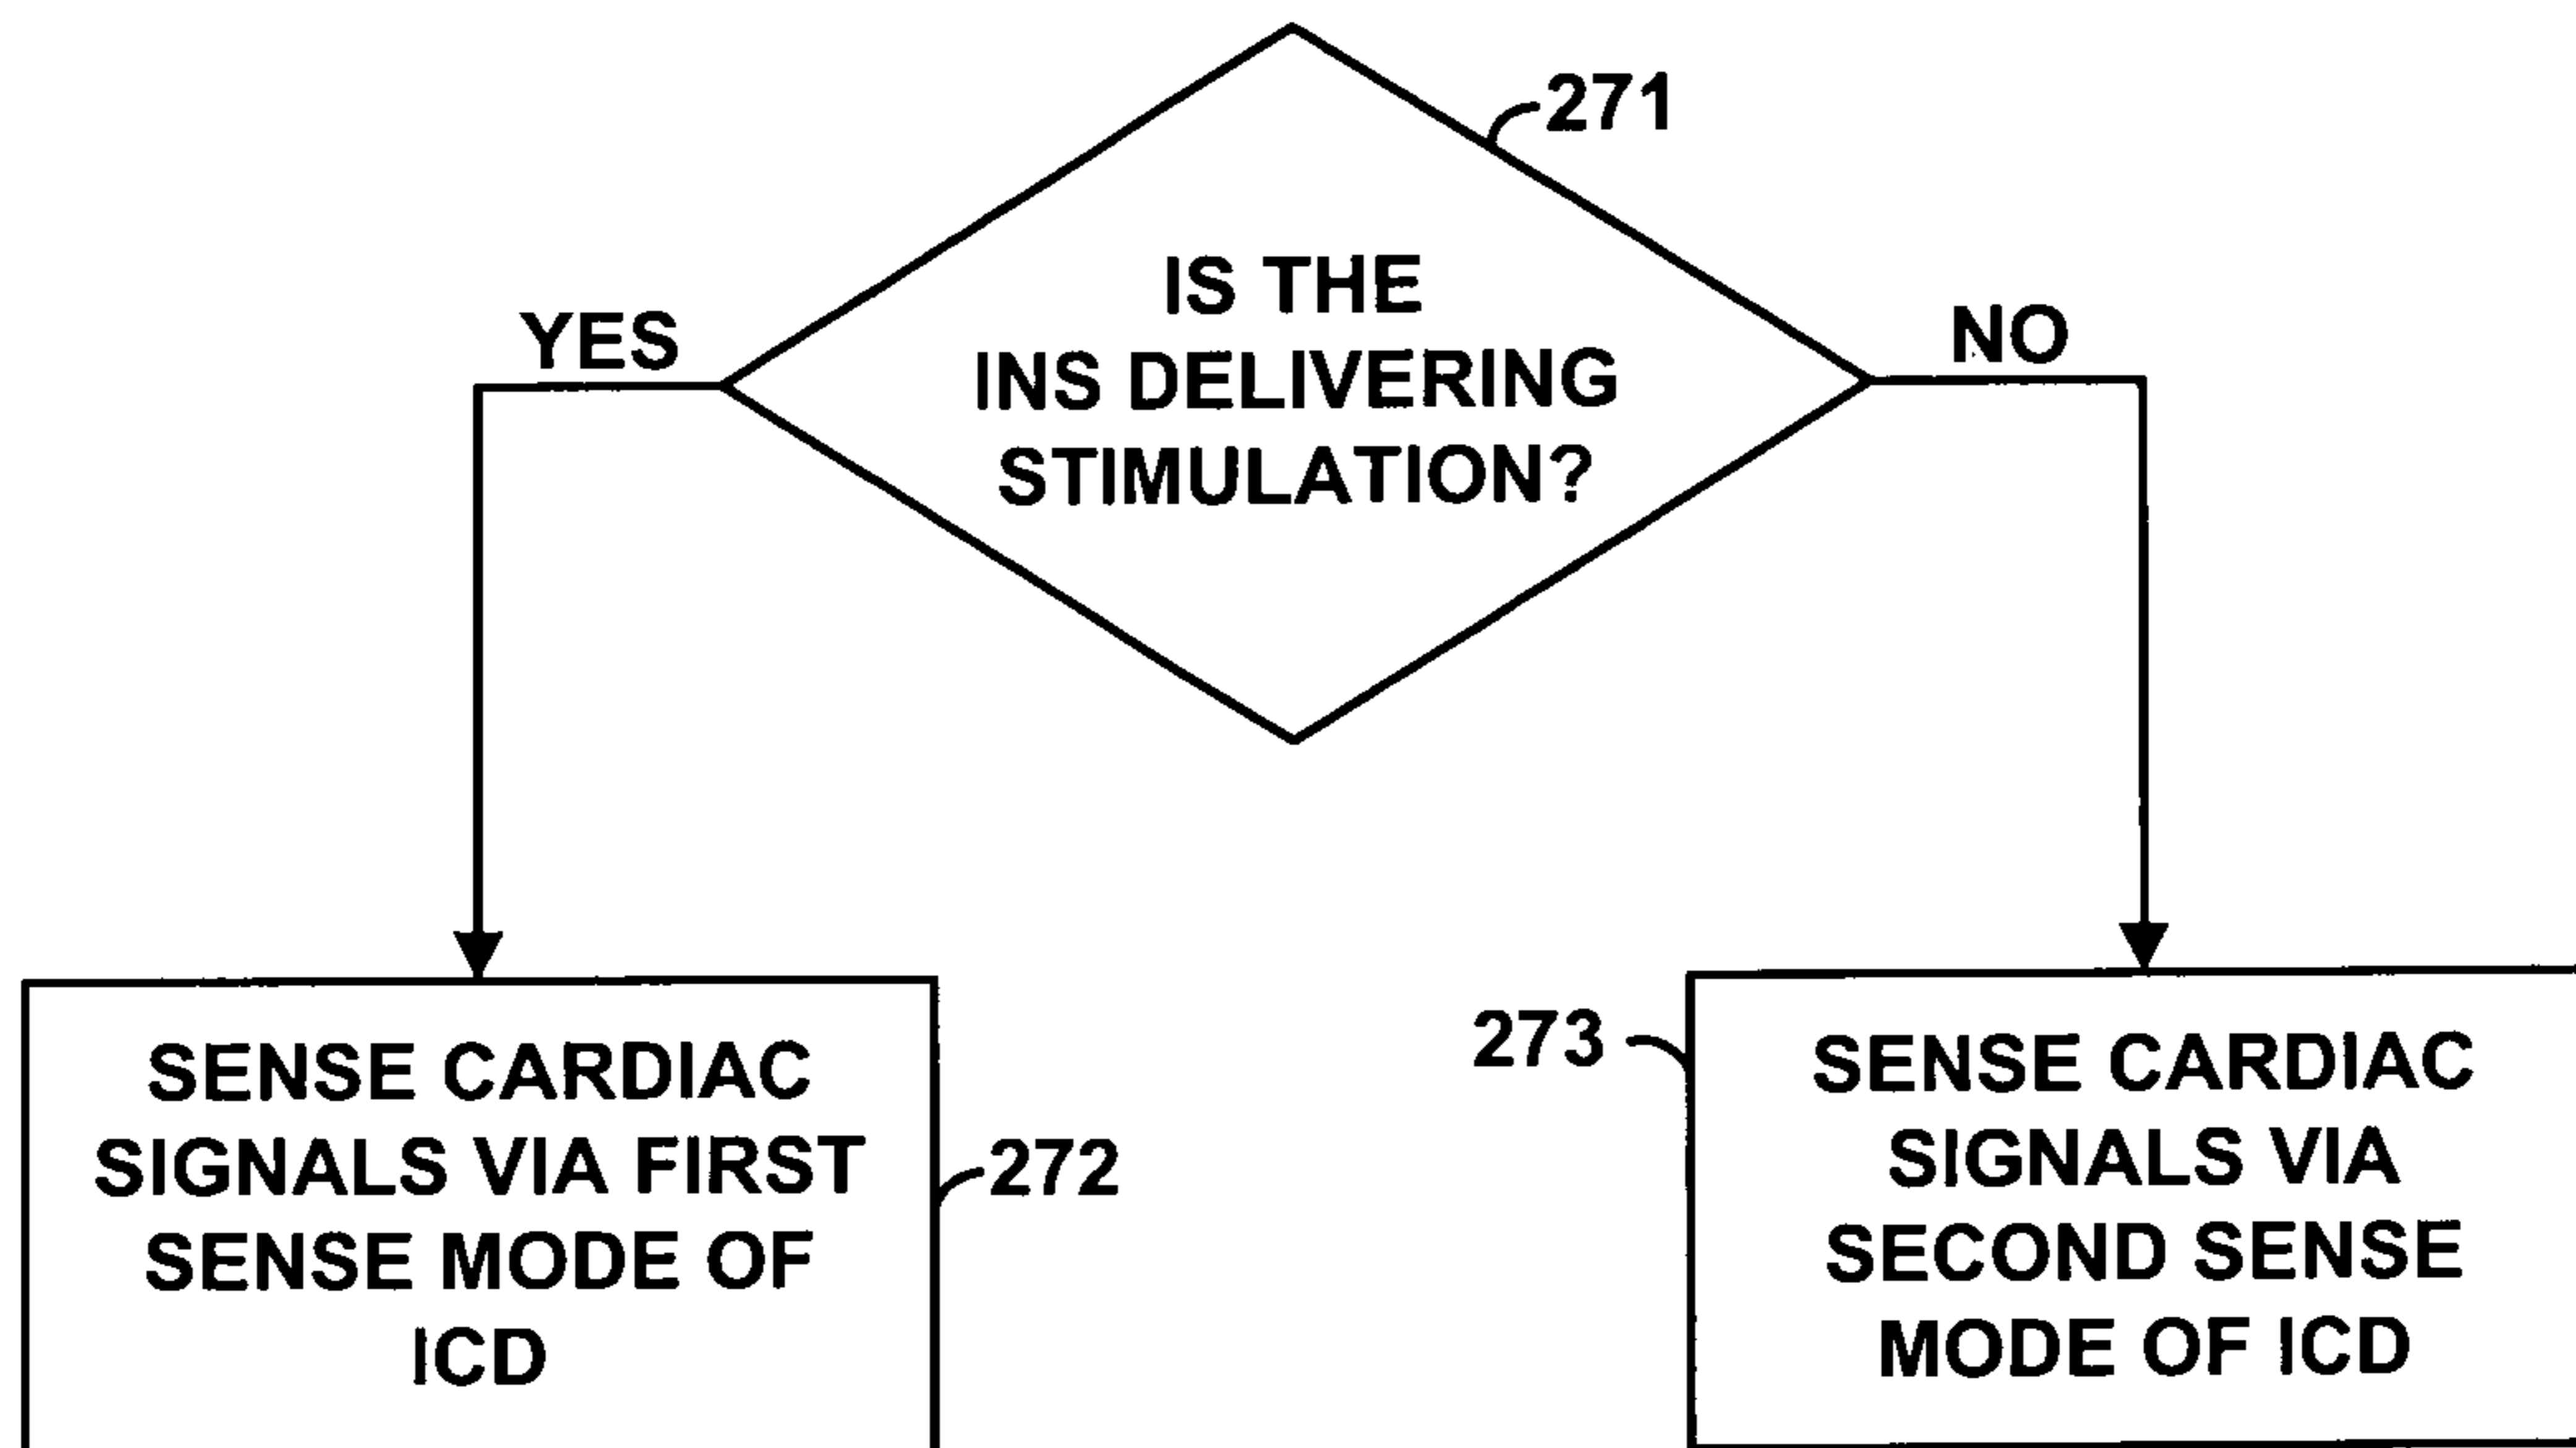 271
IS THE
INS DELIVERING
STIMULATION?
YES
NO
SENSE CARDIAC
SIGNALS VIA FIRST
SENSE MODE OF
ICD
272
273
SENSE CARDIAC
SIGNALS VIA
SECOND SENSE
MODE OF ICD